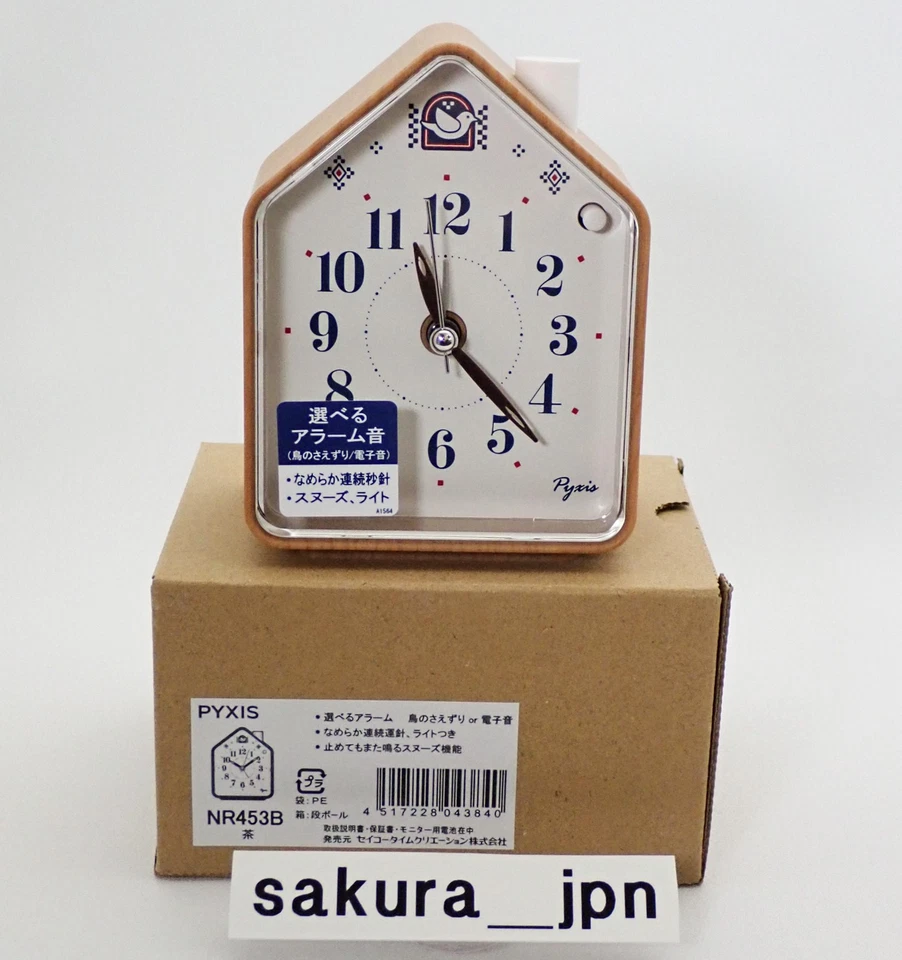 12
11
1
10
2
9
3
8
4
6
5
選べる
アラーム音
(鳥のさえずり/電子音)
・なめらか連続秒針
・スヌーズ、ライト
A1564
Pyxis
PYXIS
・選べるアラーム 鳥のさえずり or 電子音
・なめらか連続運針、ライトつき
・止めてもまた鳴るスヌーズ機能
NR453B
茶
プラ
袋:PE
箱:段ボール
4 517228 043840
取扱説明書・保証書・モニター用電池在中
発売元 セイコータイムクリエーション株式会社
sakura__jpn